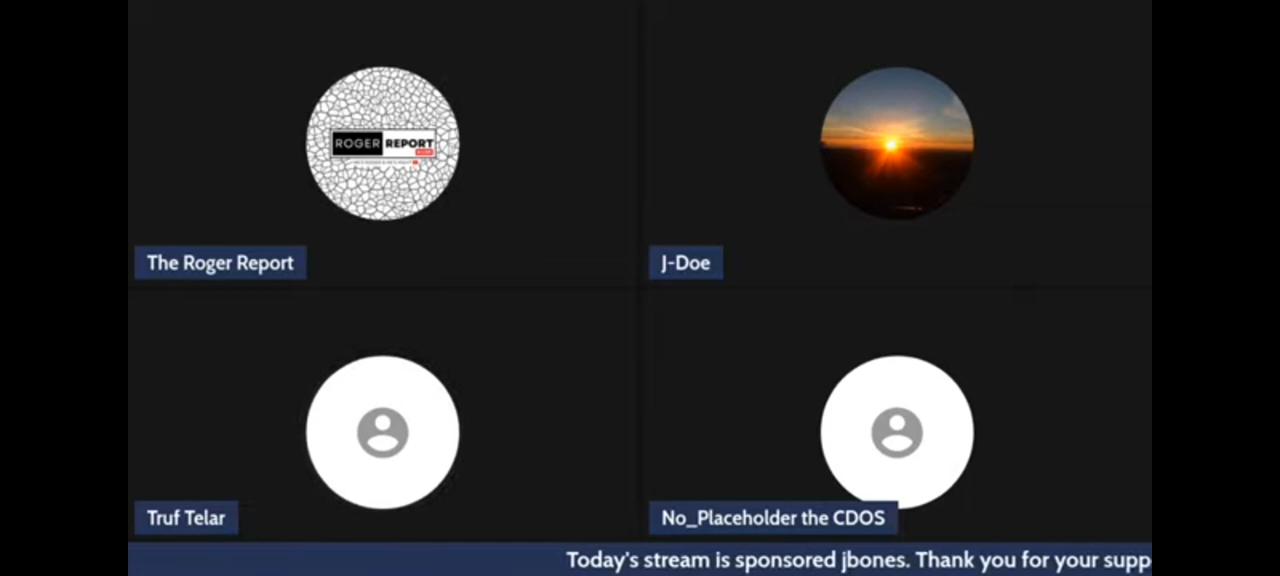 ROGER REPORT
The Roger Report
J-Doe
Truf Telar
No_Placeholder the CDOS
Today's stream is sponsored jbones. Thank you for your supp